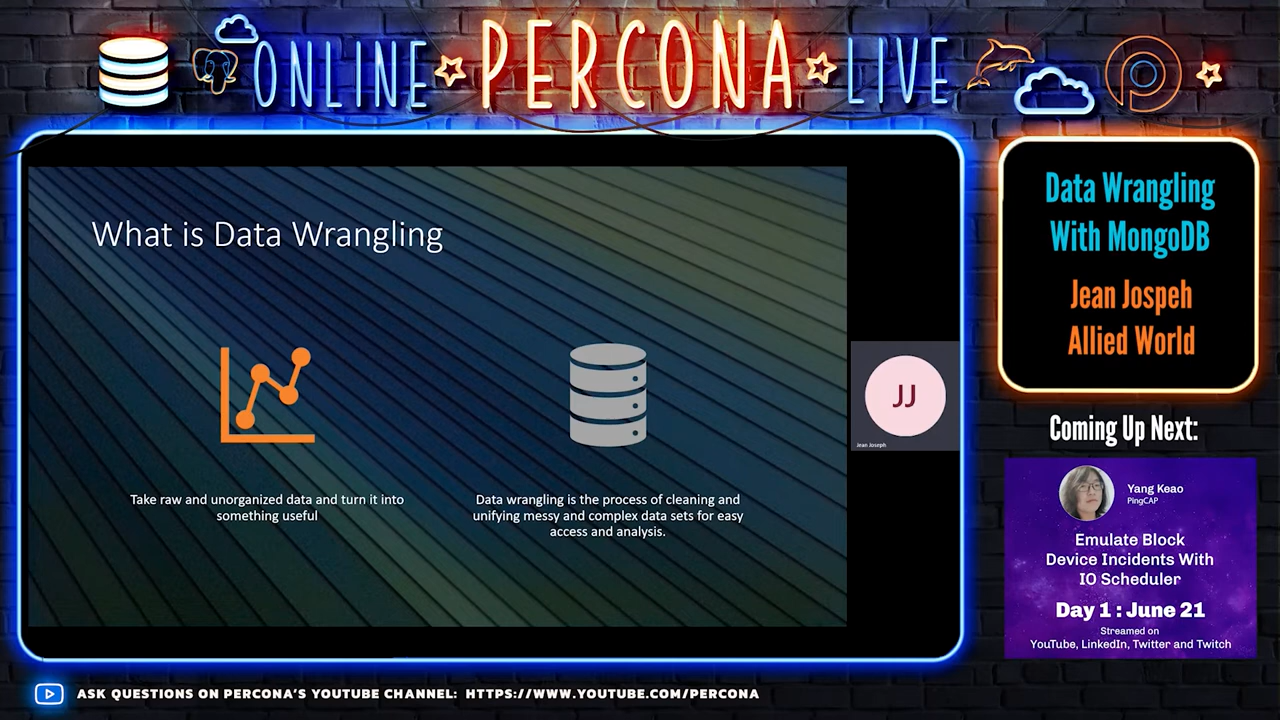 ONLINE PERCONA LIVE
What is Data Wrangling
Take raw and unorganized data and turn it into
something useful
Data wrangling is the process of cleaning and
unifying messy and complex data sets for easy
access and analysis.
JJ
Jean Joseph
Data Wrangling
With MongoDB
Jean Jospeh
Allied World
Coming Up Next:
Yang Keao
PingCAP
Emulate Block
Device Incidents With
IO Scheduler
Day 1 : June 21
Streamed on
YouTube, LinkedIn, Twitter and Twitch
ASK QUESTIONS ON PERCONA'S YOUTUBE CHANNEL: HTTPS://WWW.YOUTUBE.COM/PERCONA